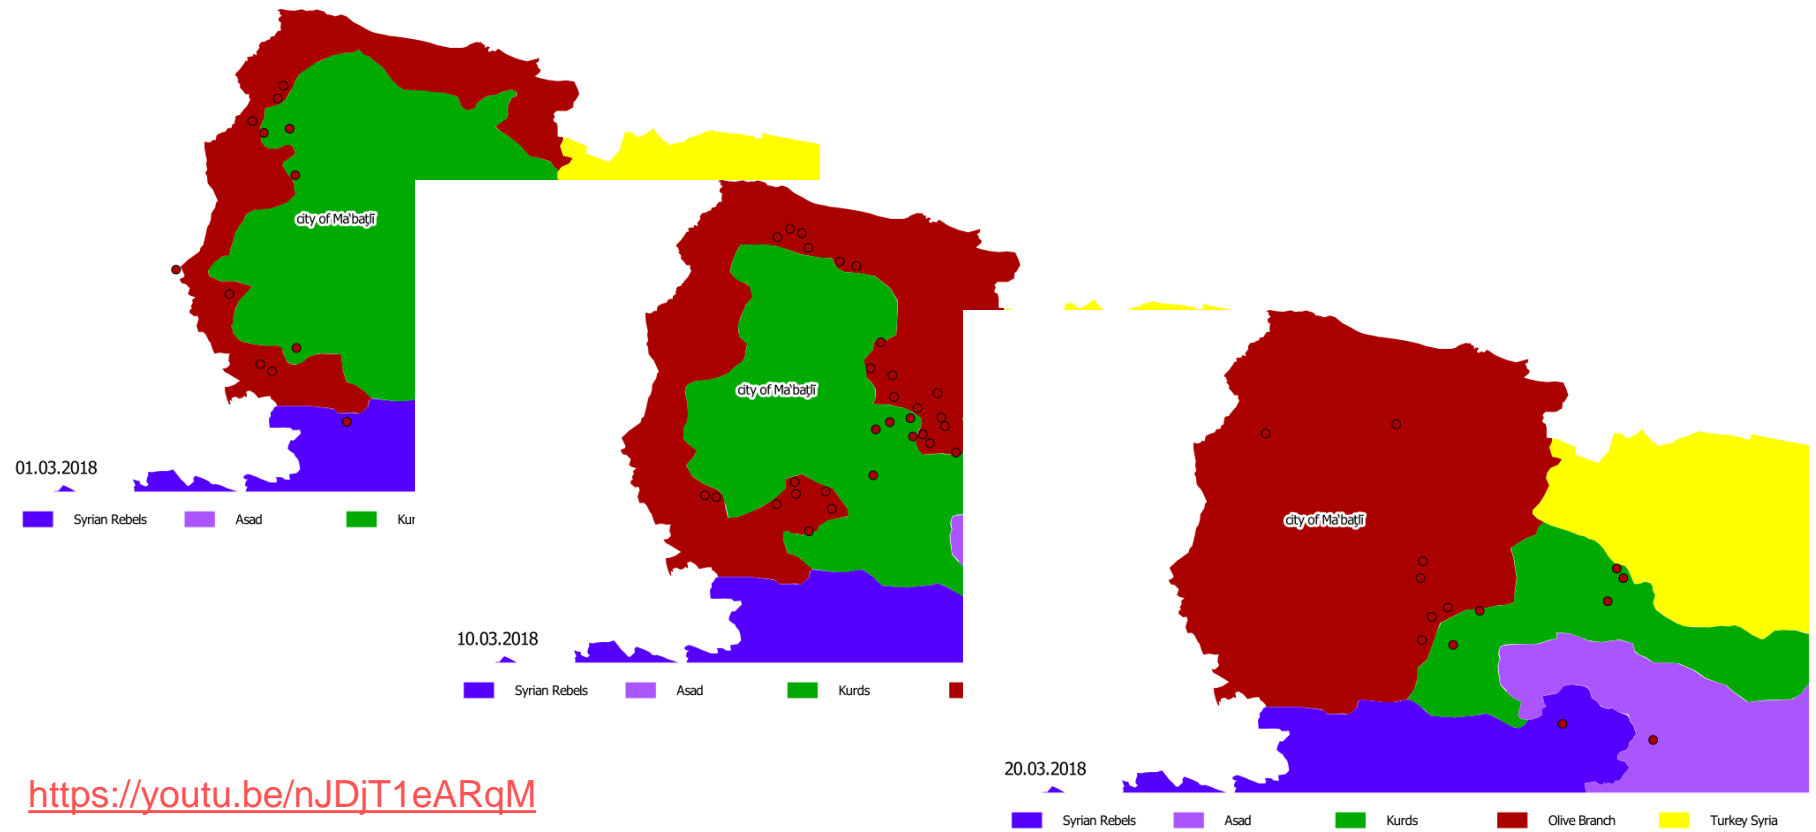 city of Ma‘baṭlī
01.03.2018
Syrian Rebels Asad Kur
city of Ma‘baṭlī
10.03.2018
Syrian Rebels Asad Kurds
city of Ma‘baṭlī
20.03.2018
Syrian Rebels Asad Kurds Olive Branch Turkey Syria
https://youtu.be/nJDjT1eARqM